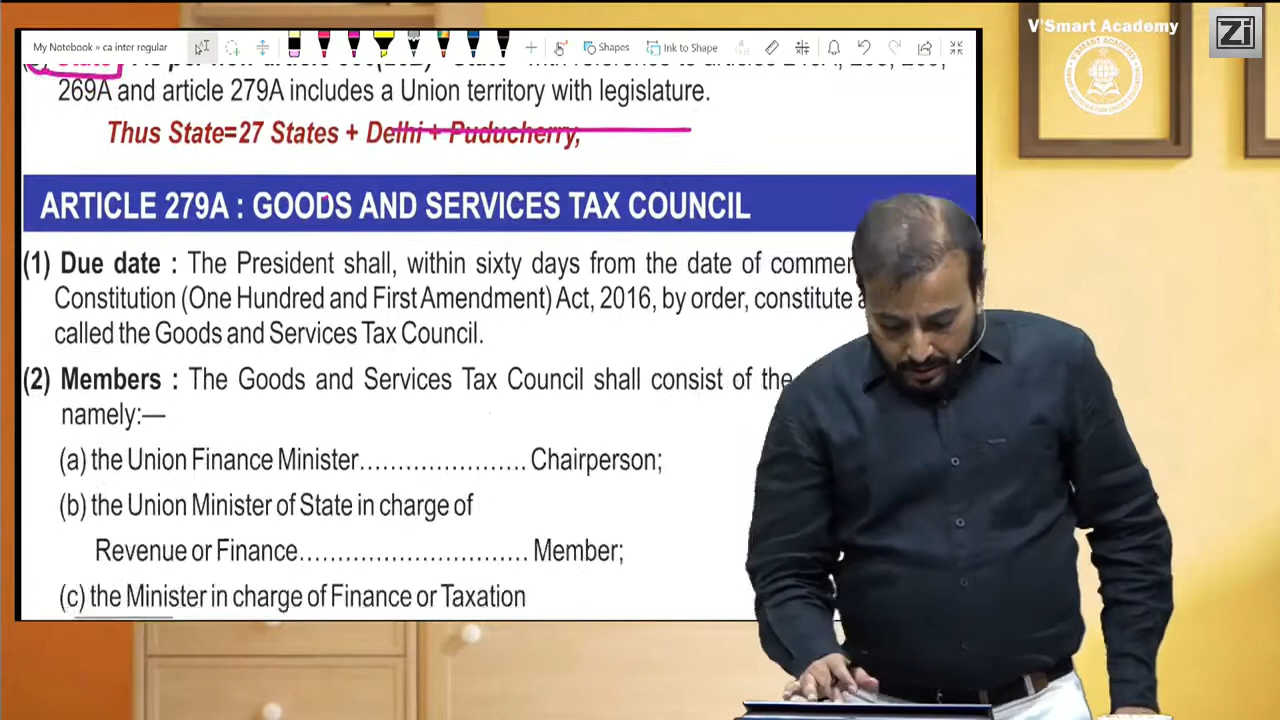 V'Smart Academy
Zi
My Notebook » ca inter regular
Shapes
Ink to Shape
269A and article 279A includes a Union territory with legislature.
Thus State=27 States + Delhi + Puducherry,
ARTICLE 279A : GOODS AND SERVICES TAX COUNCIL
(1) Due date : The President shall, within sixty days from the date of
Constitution (One Hundred and First Amendment) Act, 2016, by order, constitute
called the Goods and Services Tax Council.
(2) Members : The Goods and Services Tax Council shall consist of the
namely:—
(a) the Union Finance Minister...................... Chairperson;
(b) the Union Minister of State in charge of
Revenue or Finance.............................. Member;
(c) the Minister in charge of Finance or Taxation